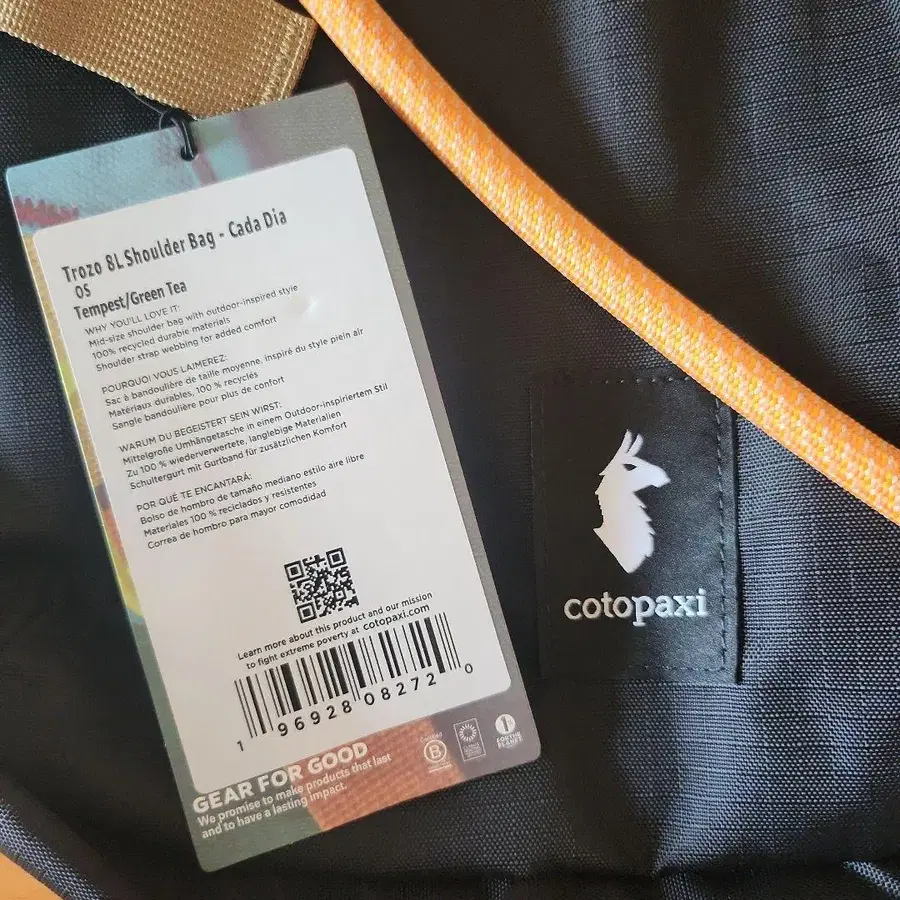 Trozo 8L Shoulder Bag - Cada Dia
OS
Tempest/Green Tea
WHY YOU'LL LOVE IT:
Mid-size shoulder bag with outdoor-inspired style
100% recycled durable materials
Shoulder strap webbing for added comfort
POURQUOI VOUS L'AIMEREZ:
Sac à bandoulière de taille moyenne, inspiré du style plein air
Matériaux durables, 100 % recyclés
Sangle bandoulière pour plus de confort
WARUM DU BEGEISTERT SEIN WIRST:
Mittelgroße Umhängetasche in einem Outdoor-inspiriertem Stil
Zu 100 % wiederverwertete, langlebige Materialien
Schultergurt mit Gurtband für zusätzlichen Komfort
POR QUÉ TE ENCANTARÁ:
Bolso de hombro de tamaño mediano estilo aire libre
Materiales 100 % reciclados y resistentes
Correa de hombro para mayor comodidad
Learn more about this product and our mission
to fight extreme poverty at cotopaxi.com
1 96928 08272 0
GEAR FOR GOOD
We promise to make products that last
and to have a lasting impact.
Certified
B
1%
FOR THE
PLANET
cotopaxi